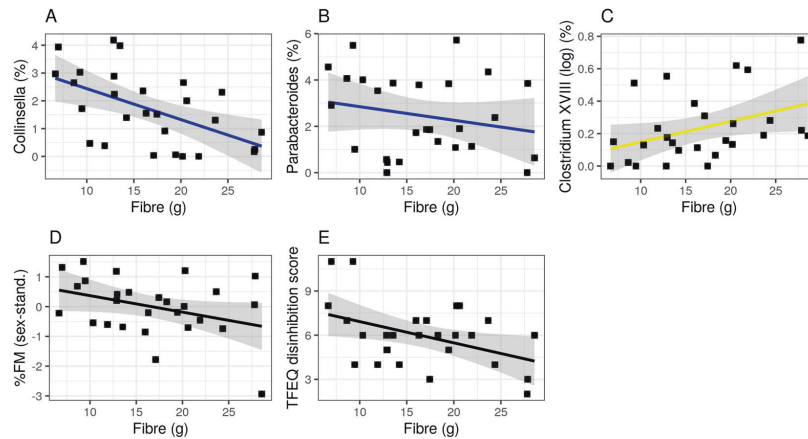 A
B
C
Collinsella (%)
4
3
2
1
0
10 15 20 25
Fibre (g)
Parabacteroides (%)
6
4
2
0
10 15 20 25
Fibre (g)
Clostridium XVIII (log) (%)
0.8
0.6
0.4
0.2
0.0
10 15 20 25
Fibre (g)
D
E
%FM (sex-stand.)
1
0
-1
-2
-3
10 15 20 25
Fibre (g)
TFEQ disinhibition score
9
6
3
10 15 20 25
Fibre (g)